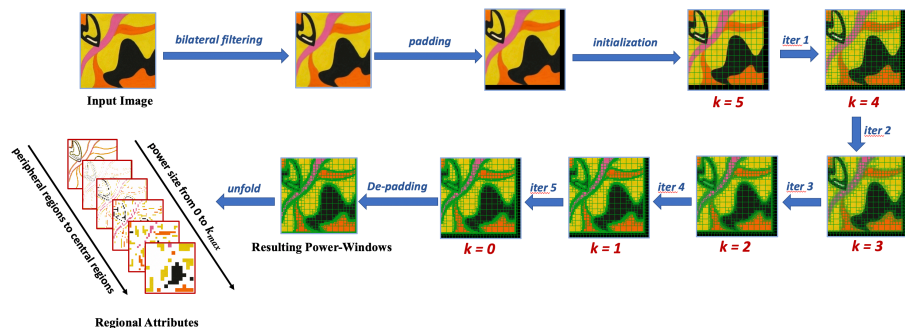 bilateral filtering
padding
initialization
iter 1
Input Image
k = 5
k = 4
iter 2
peripheral regions to central regions
power size from 0 to kmax
unfold
De-padding
iter 5
iter 4
iter 3
Resulting Power-Windows
k = 0
k = 1
k = 2
k = 3
Regional Attributes